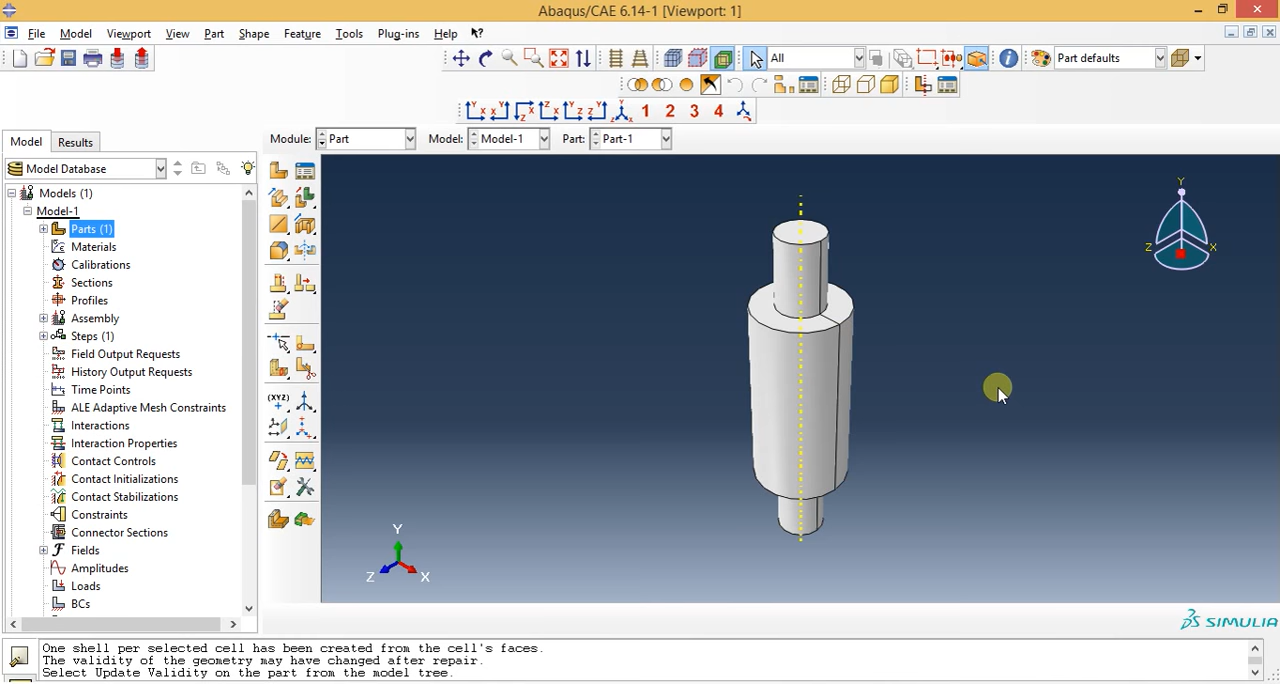 Abaqus/CAE 6.14-1 [Viewport: 1]
File Model Viewport View Part Shape Feature Tools Plug-ins Help
All Part defaults
1 2 3 4
Model Results Module: Part Model: Model-1 Part: Part-1
Model Database
Models (1)
Model-1
Parts (1)
Materials
Calibrations
Sections
Profiles
Assembly
Steps (1)
Field Output Requests
History Output Requests
Time Points
ALE Adaptive Mesh Constraints
Interactions
Interaction Properties
Contact Controls
Contact Initializations
Contact Stabilizations
Constraints
Connector Sections
Fields
Amplitudes
Loads
BCs
(XYZ)
Y
Z X
Y
Z X
SIMULIA
One shell per selected cell has been created from the cell's faces.
The validity of the geometry may have changed after repair.
Select Update Validity on the part from the model tree.